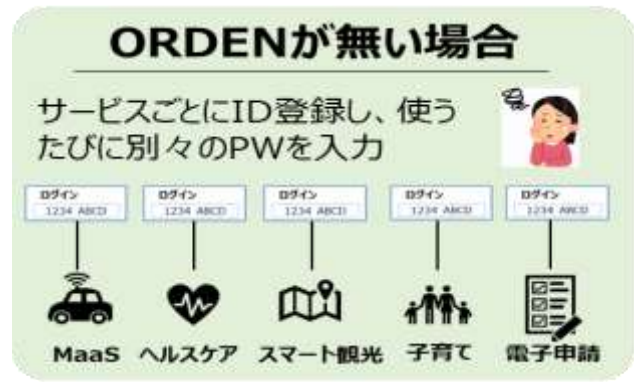 ORDENが無い場合
サービスごとにID登録し、使う
たびに別々のPWを入力
ログイン ログイン ログイン ログイン ログイン
1234 ABCD 1234 ABCD 1234 ABCD 1234 ABCD 1234 ABCD
MaaS ヘルスケア スマート観光 子育て 電子申請